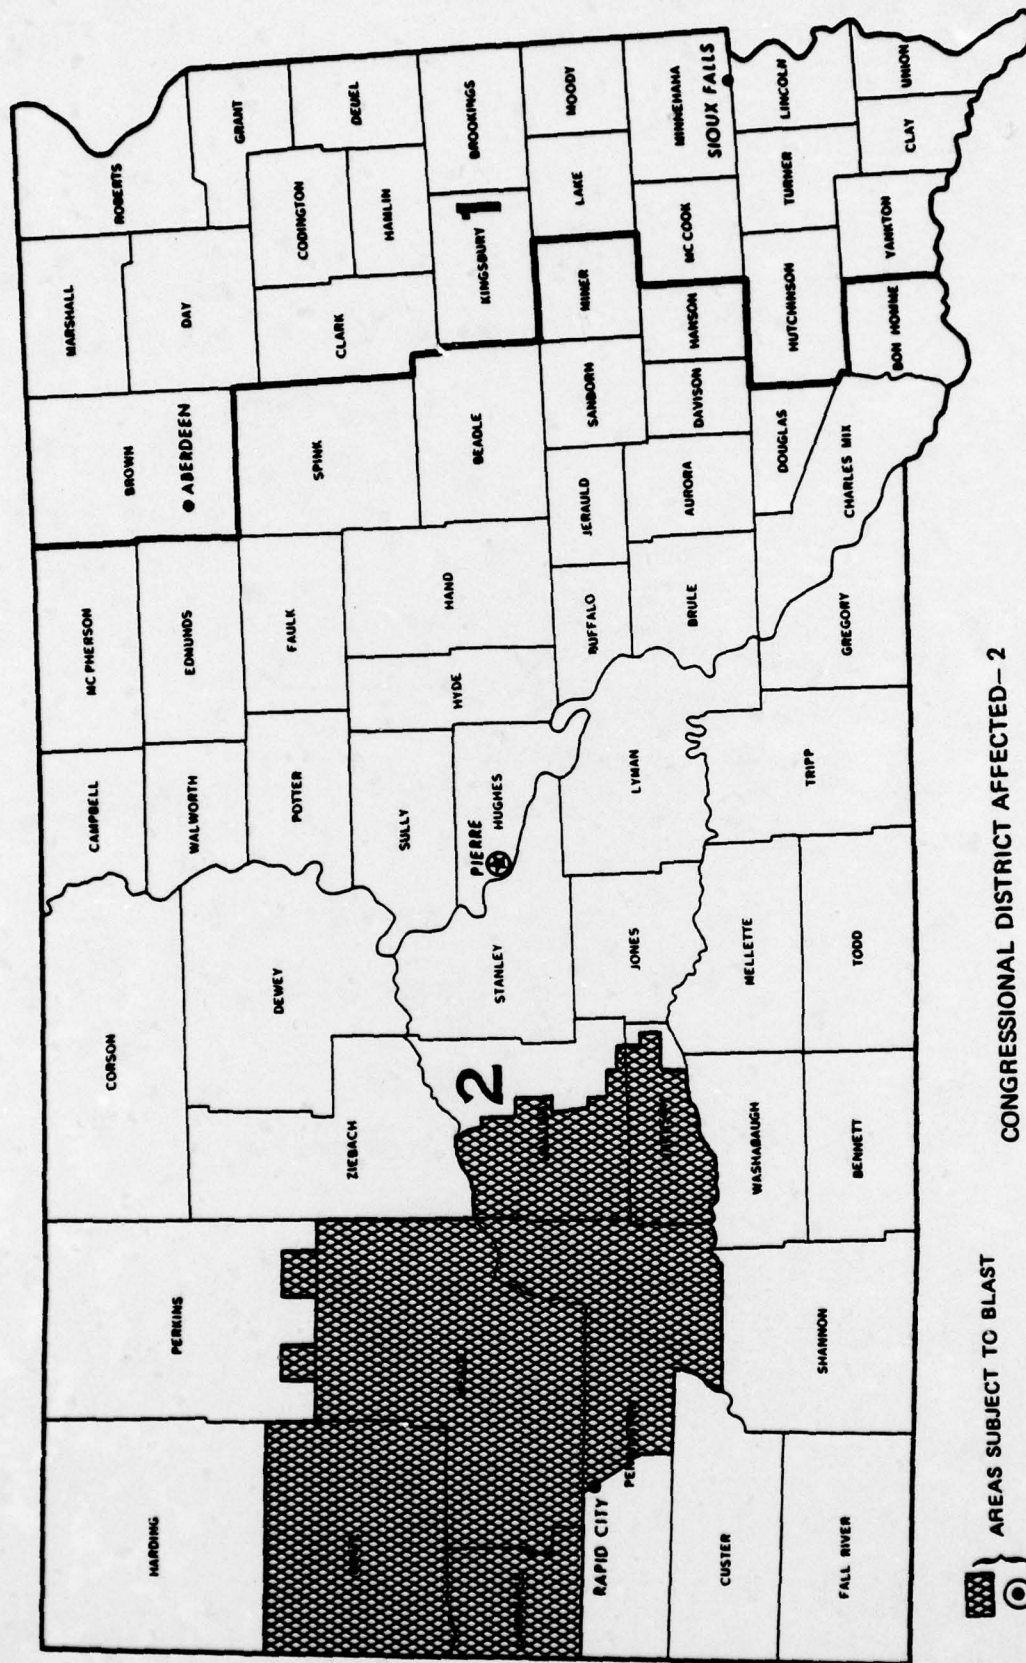 HARDING
PERKINS
CORSON
CAMPBELL
MC PHERSON
BROWN
MARSHALL
ROBERTS
WALWORTH
EDMUNDS
DAY
GRANT
ABERDEEN
DEWEY
ZIEBACH
POTTER
FAULK
SPINK
CLARK
CODINGTON
DEUEL
HAMLIN
SULLY
HYDE
HAND
BEADLE
KINGSBURY
BROOKINGS
1
2
STANLEY
PIERRE
HUGHES
BUFFALO
JERAULD
SANBORN
MINER
LAKE
MOODY
RAPID CITY
JONES
LYMAN
BRULE
AURORA
DAVISON
HANSON
MC COOK
MINNEHAHA
SIOUX FALLS
CUSTER
SHANNON
WASHABAUGH
MELLETTE
TRIPP
GREGORY
CHARLES MIX
DOUGLAS
HUTCHINSON
TURNER
LINCOLN
FALL RIVER
BENNETT
TODD
BON HOMME
YANKTON
CLAY
UNION
AREAS SUBJECT TO BLAST
CONGRESSIONAL DISTRICT AFFECTED–2